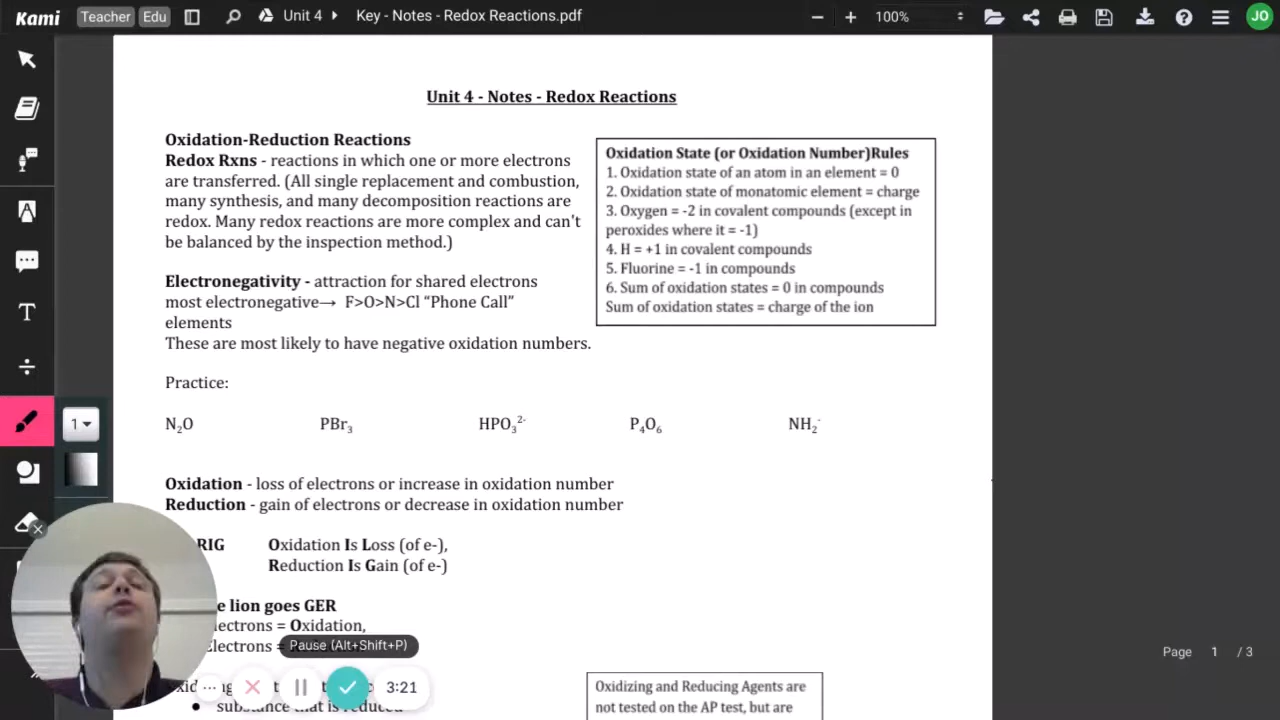 Kami Teacher Edu Unit 4 Key - Notes - Redox Reactions.pdf 100% JO
Unit 4 - Notes - Redox Reactions
Oxidation-Reduction Reactions
Redox Rxns - reactions in which one or more electrons
are transferred. (All single replacement and combustion,
many synthesis, and many decomposition reactions are
redox. Many redox reactions are more complex and can't
be balanced by the inspection method.)
Oxidation State (or Oxidation Number)Rules
1. Oxidation state of an atom in an element = 0
2. Oxidation state of monatomic element = charge
3. Oxygen = -2 in covalent compounds (except in
peroxides where it = -1)
4. H = +1 in covalent compounds
5. Fluorine = -1 in compounds
6. Sum of oxidation states = 0 in compounds
Sum of oxidation states = charge of the ion
Electronegativity - attraction for shared electrons
most electronegative→ F>O>N>Cl “Phone Call”
elements
These are most likely to have negative oxidation numbers.
Practice:
N₂O PBr₃ HPO₃²⁻ P₄O₆ NH₂⁻
1
Oxidation - loss of electrons or increase in oxidation number
Reduction - gain of electrons or decrease in oxidation number
RIG Oxidation Is Loss (of e-),
Reduction Is Gain (of e-)
e lion goes GER
lectrons = Oxidation,
lectrons =
Pause (Alt+Shift+P)
3:21
substance that is reduced
Oxidizing and Reducing Agents are
not tested on the AP test, but are
Page 1 / 3